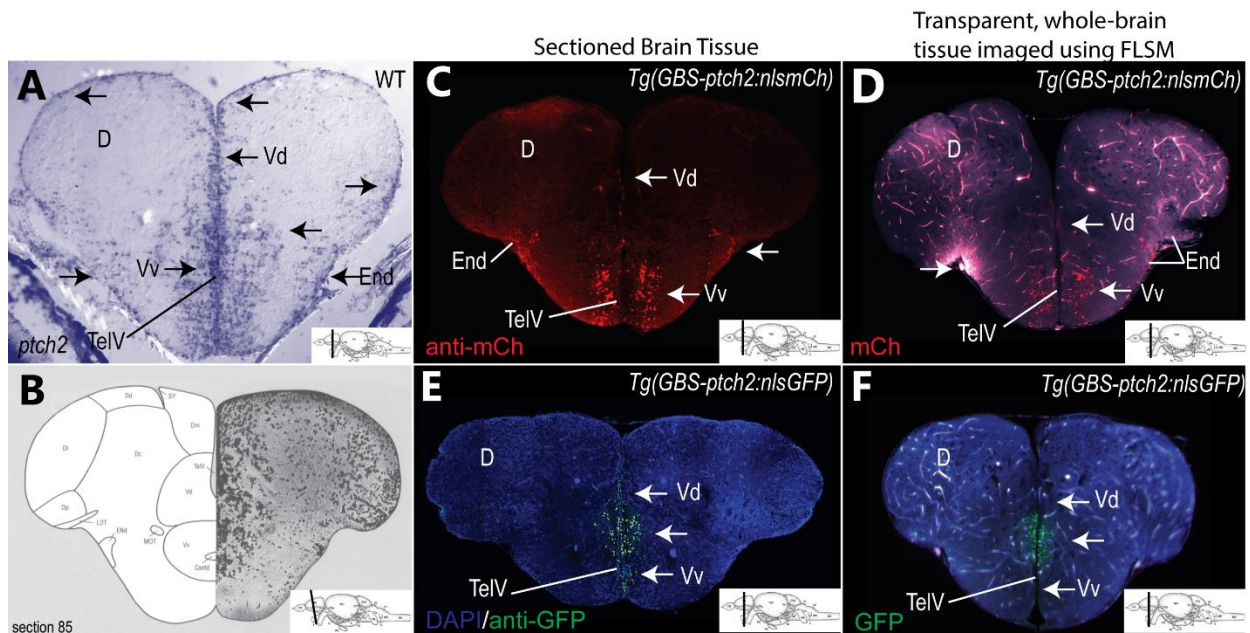 Sectioned Brain Tissue
Transparent, whole-brain
tissue imaged using FLSM
A
WT
D
Vd
Vv
End
TelV
ptch2
C
Tg(GBS-ptch2:nlsmCh)
D
Vd
End
Vv
TelV
anti-mCh
D
Tg(GBS-ptch2:nlsmCh)
D
Vd
End
Vv
TelV
mCh
B
Dd
SY
Dm
Dl
Dc
TelV
Vd
Dp
LOT
ENd
MOT
Vv
Cantd
section 85
E
Tg(GBS-ptch2:nlsGFP)
D
Vd
TelV
Vv
DAPI/anti-GFP
F
Tg(GBS-ptch2:nlsGFP)
D
Vd
TelV
Vv
GFP